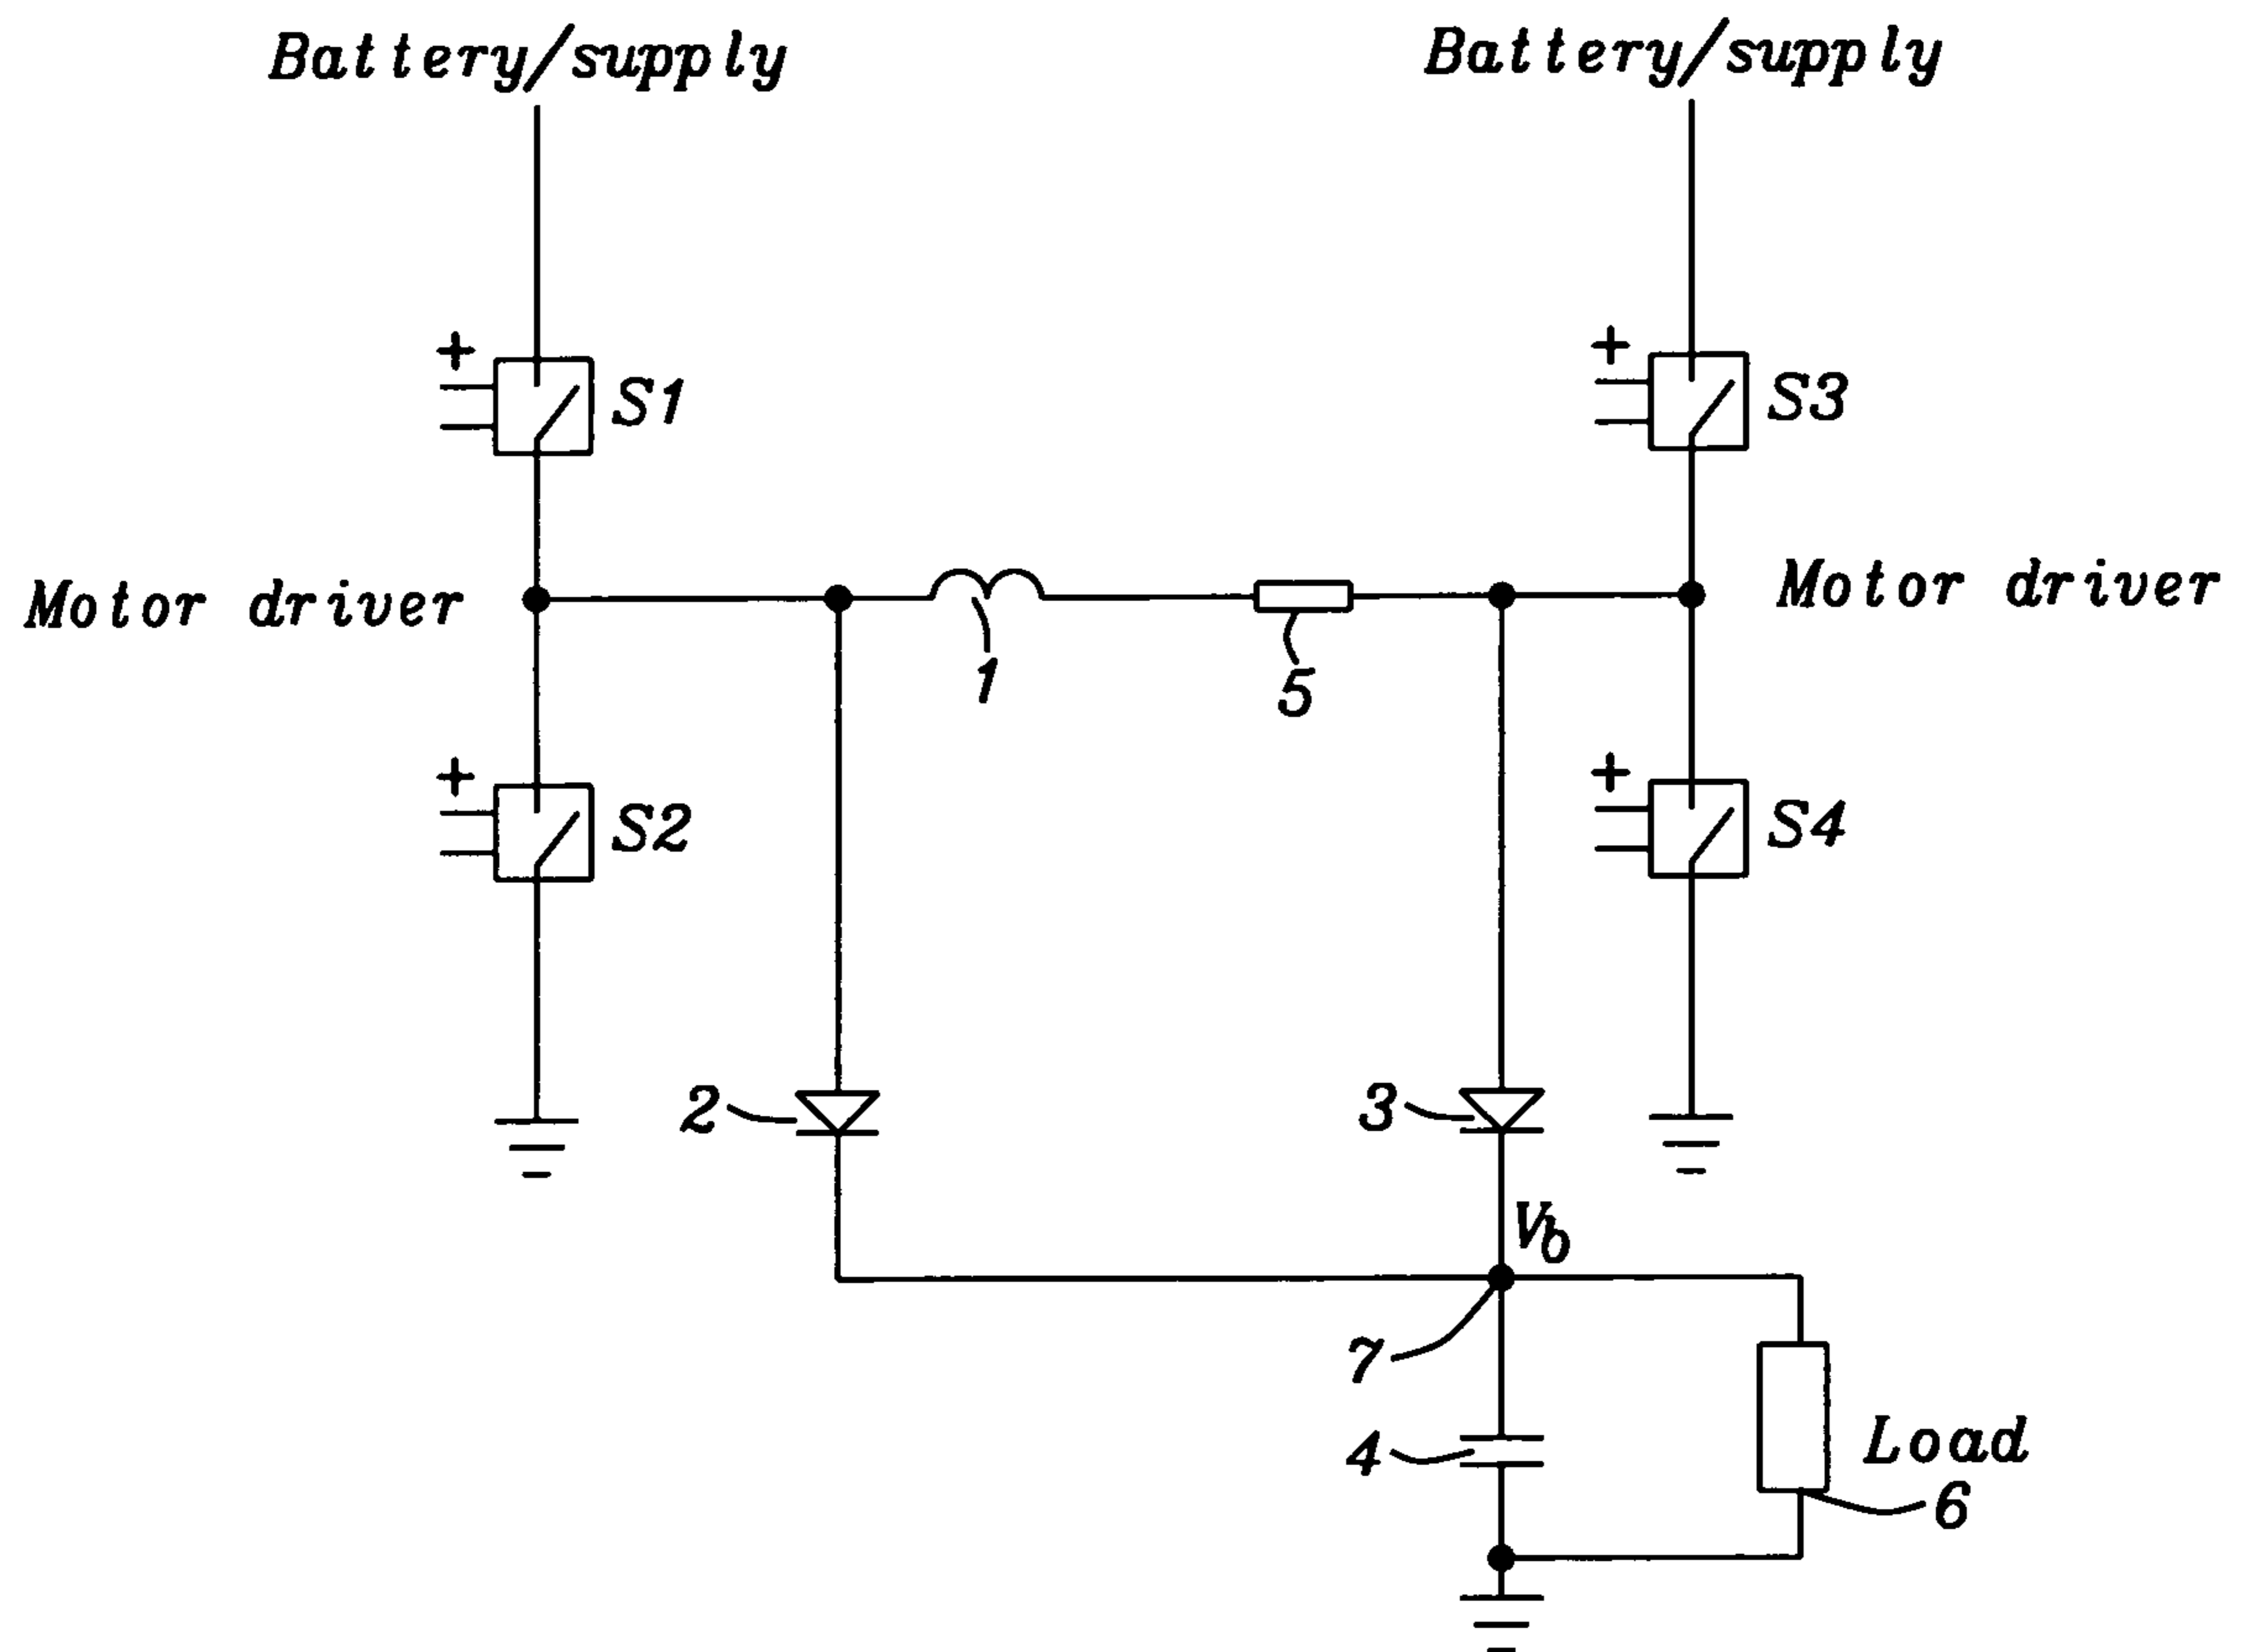 Battery/supply
Battery/supply
+
S1
+
S3
Motor driver
Motor driver
1
5
+
S2
+
S4
2
3
Vo
7
4
Load
6